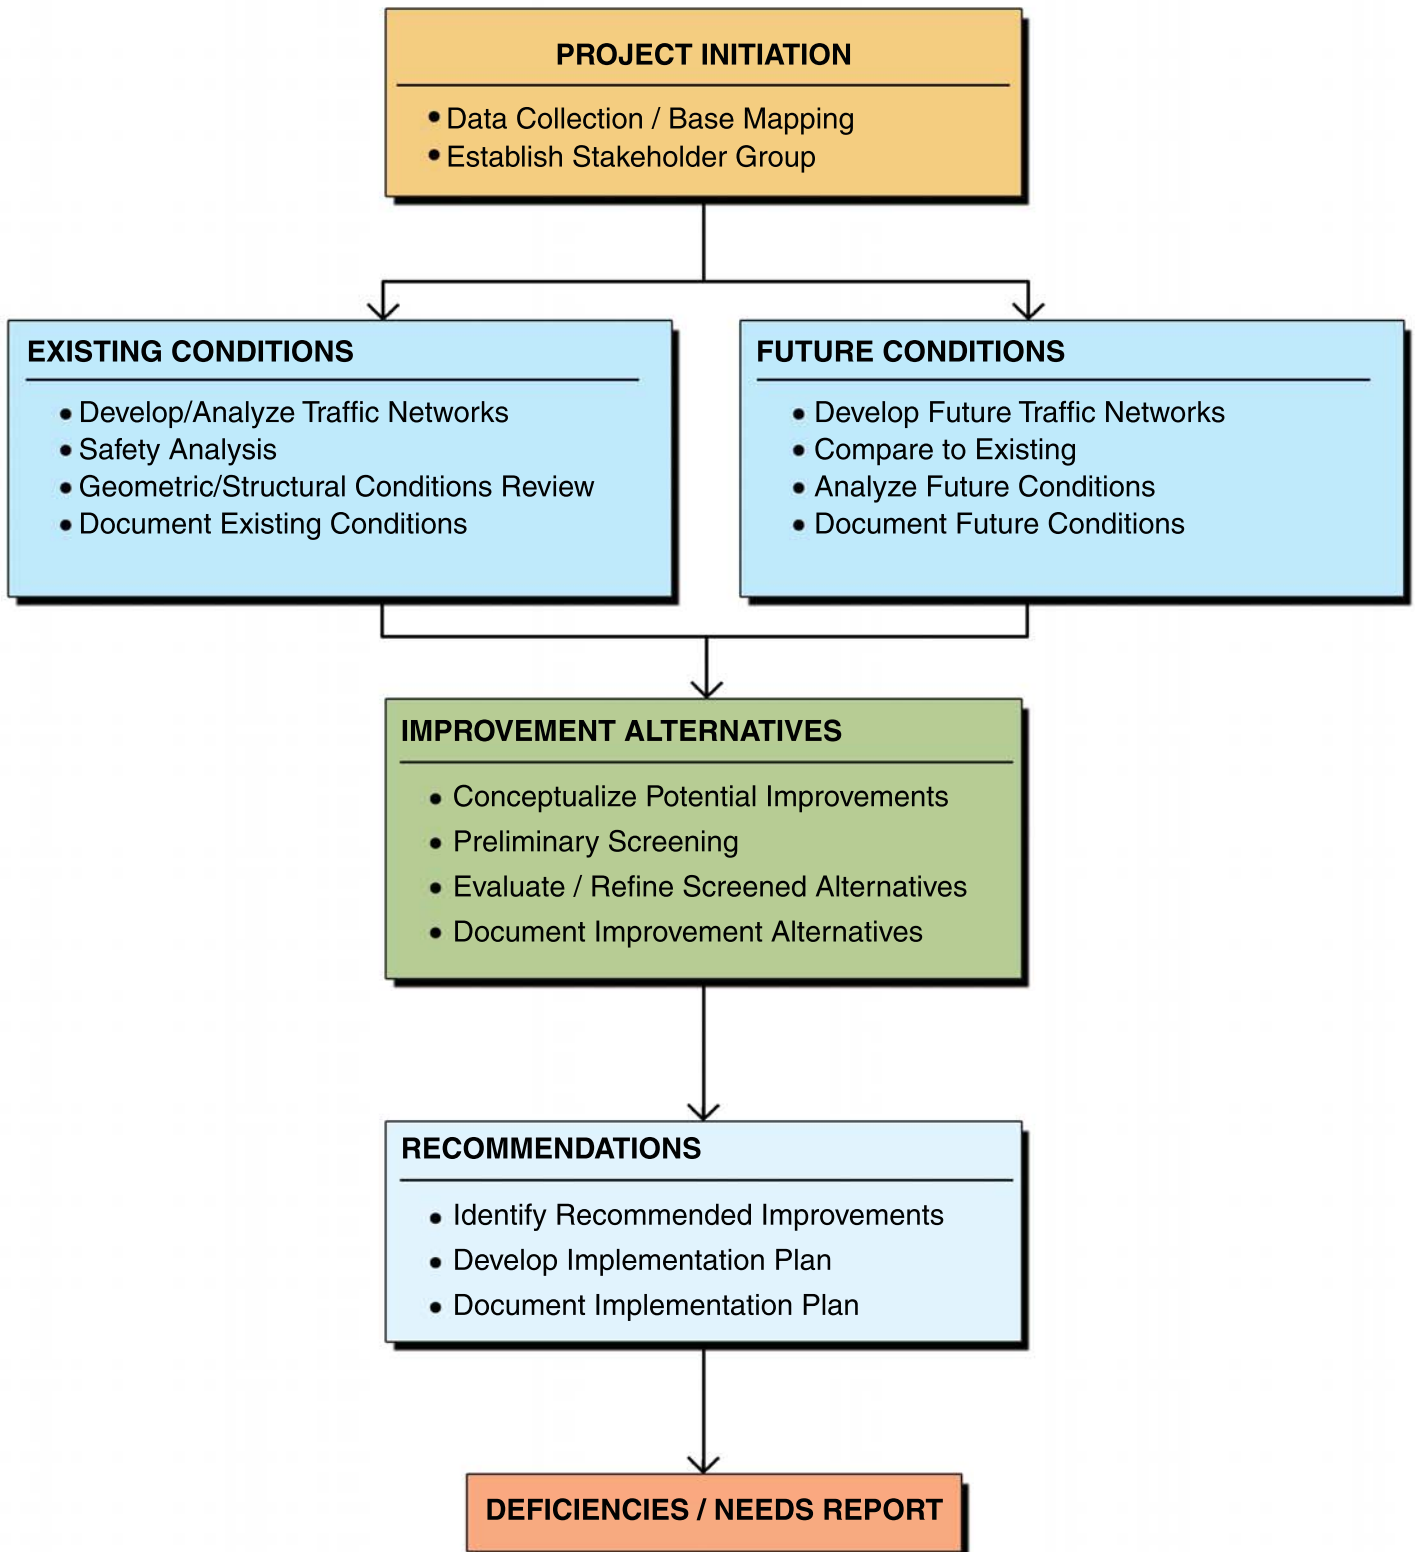 PROJECT INITIATION
• Data Collection / Base Mapping
• Establish Stakeholder Group
EXISTING CONDITIONS
• Develop/Analyze Traffic Networks
• Safety Analysis
• Geometric/Structural Conditions Review
• Document Existing Conditions
FUTURE CONDITIONS
• Develop Future Traffic Networks
• Compare to Existing
• Analyze Future Conditions
• Document Future Conditions
IMPROVEMENT ALTERNATIVES
• Conceptualize Potential Improvements
• Preliminary Screening
• Evaluate / Refine Screened Alternatives
• Document Improvement Alternatives
RECOMMENDATIONS
• Identify Recommended Improvements
• Develop Implementation Plan
• Document Implementation Plan
DEFICIENCIES / NEEDS REPORT